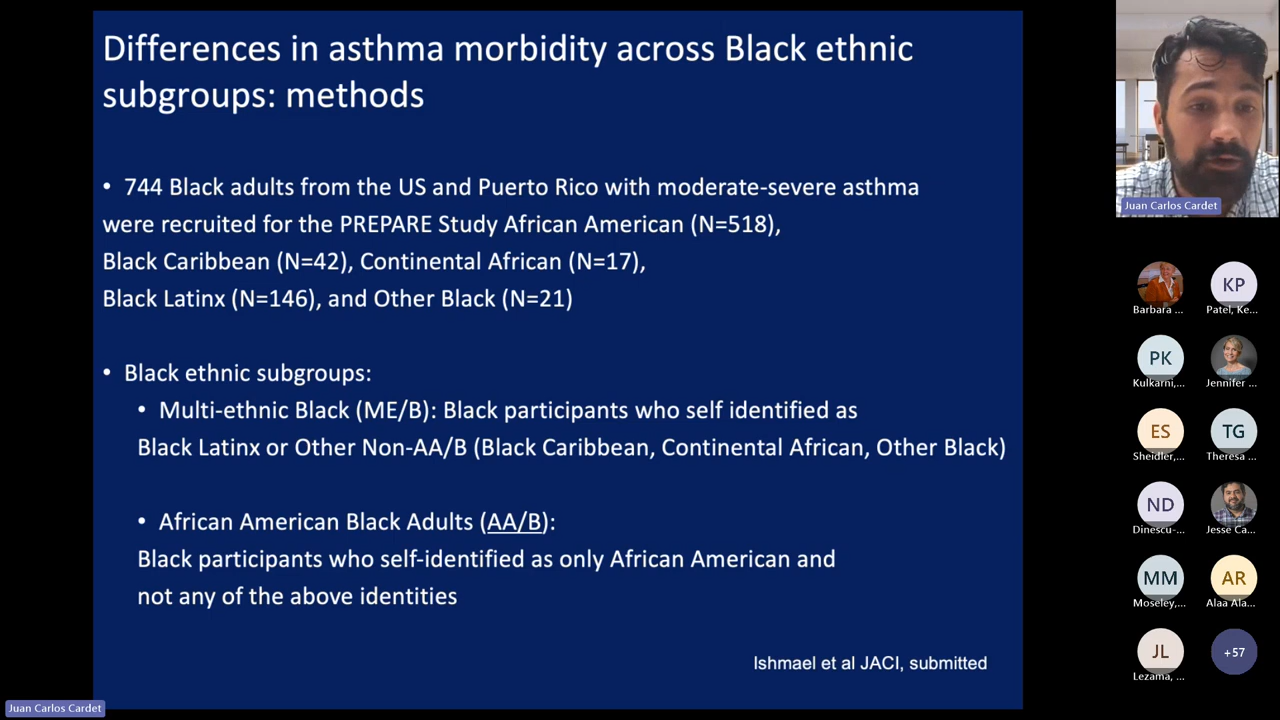 Differences in asthma morbidity across Black ethnic
subgroups: methods
• 744 Black adults from the US and Puerto Rico with moderate-severe asthma
were recruited for the PREPARE Study African American (N=518),
Black Caribbean (N=42), Continental African (N=17),
Black Latinx (N=146), and Other Black (N=21)
• Black ethnic subgroups:
• Multi-ethnic Black (ME/B): Black participants who self identified as
Black Latinx or Other Non-AA/B (Black Caribbean, Continental African, Other Black)
• African American Black Adults (AA/B):
Black participants who self-identified as only African American and
not any of the above identities
Ishmael et al JACI, submitted
Juan Carlos Cardet
Juan Carlos Cardet
Barbara ...
KP
Patel, Ke...
PK
Kulkarni,...
Jennifer ...
ES
Sheidler,...
TG
Theresa ...
ND
Dinescu-...
Jesse Ca...
MM
Moseley,...
AR
Alaa Ala...
JL
Lezama, ...
+57